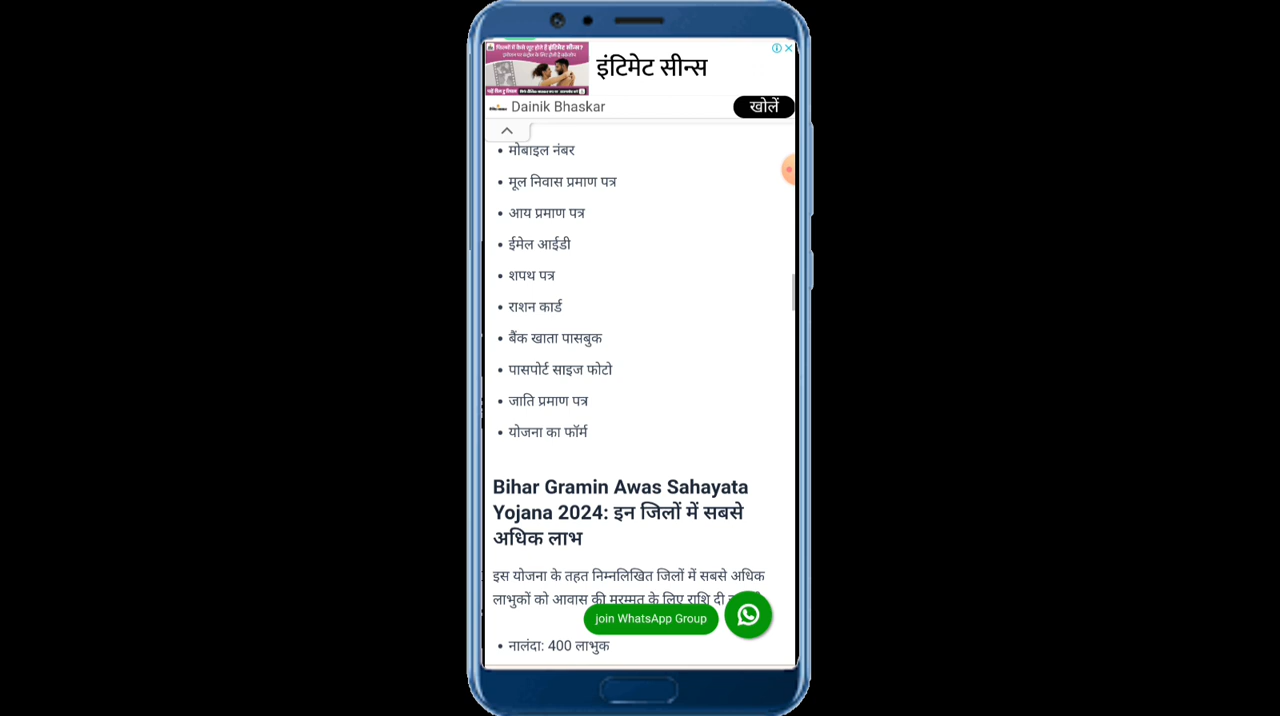 फिल्मों में कैसे शूट होते हैं इंटिमेट सीन्स?
इंटिमेट सीन्स
Dainik Bhaskar
खोलें
• मोबाइल नंबर
• मूल निवास प्रमाण पत्र
• आय प्रमाण पत्र
• ईमेल आईडी
• शपथ पत्र
• राशन कार्ड
• बैंक खाता पासबुक
• पासपोर्ट साइज फोटो
• जाति प्रमाण पत्र
• योजना का फॉर्म
Bihar Gramin Awas Sahayata
Yojana 2024: इन जिलों में सबसे
अधिक लाभ
इस योजना के तहत निम्नलिखित जिलों में सबसे अधिक
लाभुकों को आवास की मरम्मत के लिए राशि दी
join WhatsApp Group
• नालंदा: 400 लाभुक